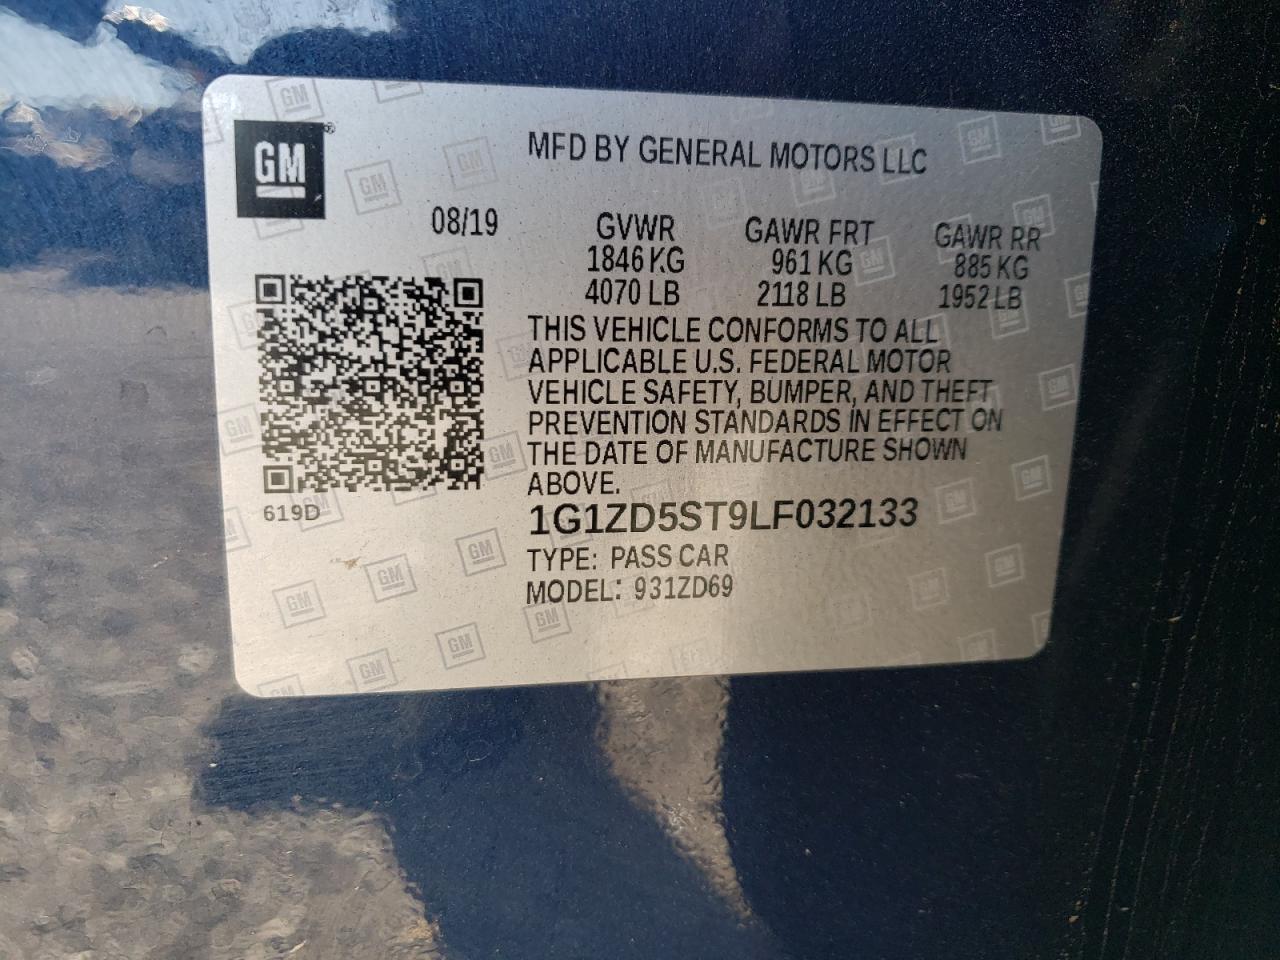 GM
MFD BY GENERAL MOTORS LLC
08/19 GVWR GAWR FRT GAWR RR
1846 KG 961 KG 885 KG
4070 LB 2118 LB 1952 LB
THIS VEHICLE CONFORMS TO ALL
APPLICABLE U.S. FEDERAL MOTOR
VEHICLE SAFETY, BUMPER, AND THEFT
PREVENTION STANDARDS IN EFFECT ON
THE DATE OF MANUFACTURE SHOWN
ABOVE.
619D
1G1ZD5ST9LF032133
TYPE: PASS CAR
MODEL: 931ZD69